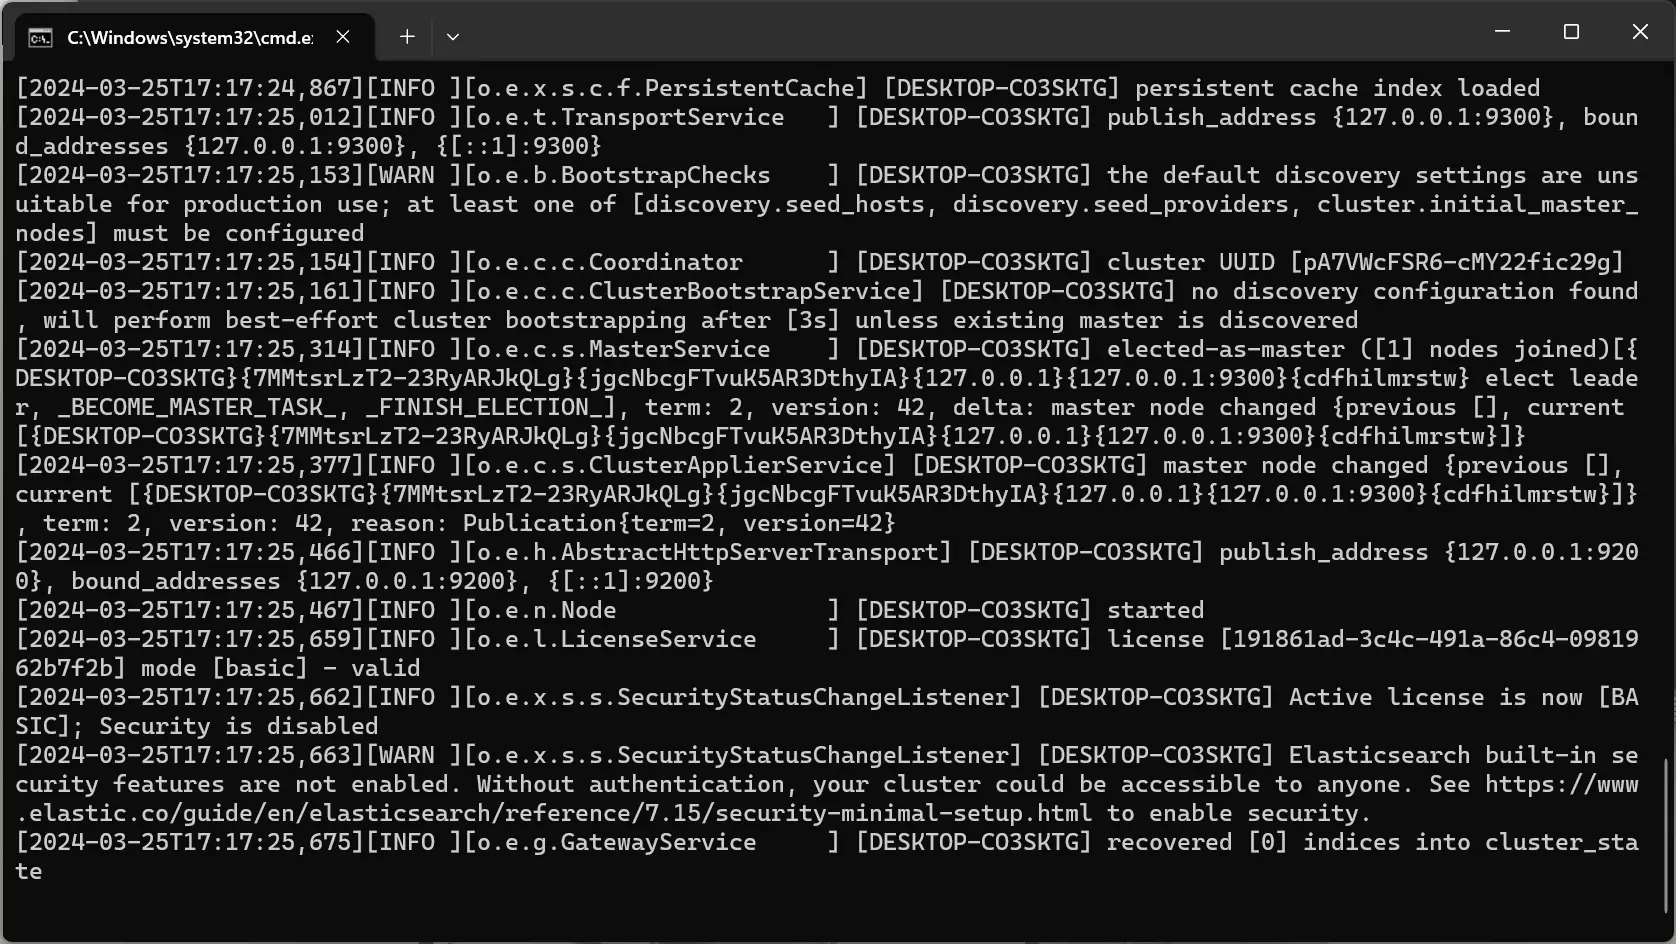 C:\Windows\system32\cmd.e
[2024-03-25T17:17:24,867][INFO ][o.e.x.s.c.f.PersistentCache] [DESKTOP-CO3SKTG] persistent cache index loaded
[2024-03-25T17:17:25,012][INFO ][o.e.t.TransportService   ] [DESKTOP-CO3SKTG] publish_address {127.0.0.1:9300}, boun
d_addresses {127.0.0.1:9300}, {[::1]:9300}
[2024-03-25T17:17:25,153][WARN ][o.e.b.BootstrapChecks    ] [DESKTOP-CO3SKTG] the default discovery settings are uns
uitable for production use; at least one of [discovery.seed_hosts, discovery.seed_providers, cluster.initial_master_
nodes] must be configured
[2024-03-25T17:17:25,154][INFO ][o.e.c.c.Coordinator      ] [DESKTOP-CO3SKTG] cluster UUID [pA7VWcFSR6-cMY22fic29g]
[2024-03-25T17:17:25,161][INFO ][o.e.c.c.ClusterBootstrapService] [DESKTOP-CO3SKTG] no discovery configuration found
, will perform best-effort cluster bootstrapping after [3s] unless existing master is discovered
[2024-03-25T17:17:25,314][INFO ][o.e.c.s.MasterService    ] [DESKTOP-CO3SKTG] elected-as-master ([1] nodes joined)[{
DESKTOP-CO3SKTG}{7MMtsrLzT2-23RyARJkQLg}{jgcNbcgFTvuK5AR3DthyIA}{127.0.0.1}{127.0.0.1:9300}{cdfhilmrstw} elect leade
r, _BECOME_MASTER_TASK_, _FINISH_ELECTION_], term: 2, version: 42, delta: master node changed {previous [], current
[{DESKTOP-CO3SKTG}{7MMtsrLzT2-23RyARJkQLg}{jgcNbcgFTvuK5AR3DthyIA}{127.0.0.1}{127.0.0.1:9300}{cdfhilmrstw}]}
[2024-03-25T17:17:25,377][INFO ][o.e.c.s.ClusterApplierService] [DESKTOP-CO3SKTG] master node changed {previous [],
current [{DESKTOP-CO3SKTG}{7MMtsrLzT2-23RyARJkQLg}{jgcNbcgFTvuK5AR3DthyIA}{127.0.0.1}{127.0.0.1:9300}{cdfhilmrstw}]}
, term: 2, version: 42, reason: Publication{term=2, version=42}
[2024-03-25T17:17:25,466][INFO ][o.e.h.AbstractHttpServerTransport] [DESKTOP-CO3SKTG] publish_address {127.0.0.1:920
0}, bound_addresses {127.0.0.1:9200}, {[::1]:9200}
[2024-03-25T17:17:25,467][INFO ][o.e.n.Node               ] [DESKTOP-CO3SKTG] started
[2024-03-25T17:17:25,659][INFO ][o.e.l.LicenseService     ] [DESKTOP-CO3SKTG] license [191861ad-3c4c-491a-86c4-09819
62b7f2b] mode [basic] - valid
[2024-03-25T17:17:25,662][INFO ][o.e.x.s.s.SecurityStatusChangeListener] [DESKTOP-CO3SKTG] Active license is now [BA
SIC]; Security is disabled
[2024-03-25T17:17:25,663][WARN ][o.e.x.s.s.SecurityStatusChangeListener] [DESKTOP-CO3SKTG] Elasticsearch built-in se
curity features are not enabled. Without authentication, your cluster could be accessible to anyone. See https://www
.elastic.co/guide/en/elasticsearch/reference/7.15/security-minimal-setup.html to enable security.
[2024-03-25T17:17:25,675][INFO ][o.e.g.GatewayService     ] [DESKTOP-CO3SKTG] recovered [0] indices into cluster_sta
te